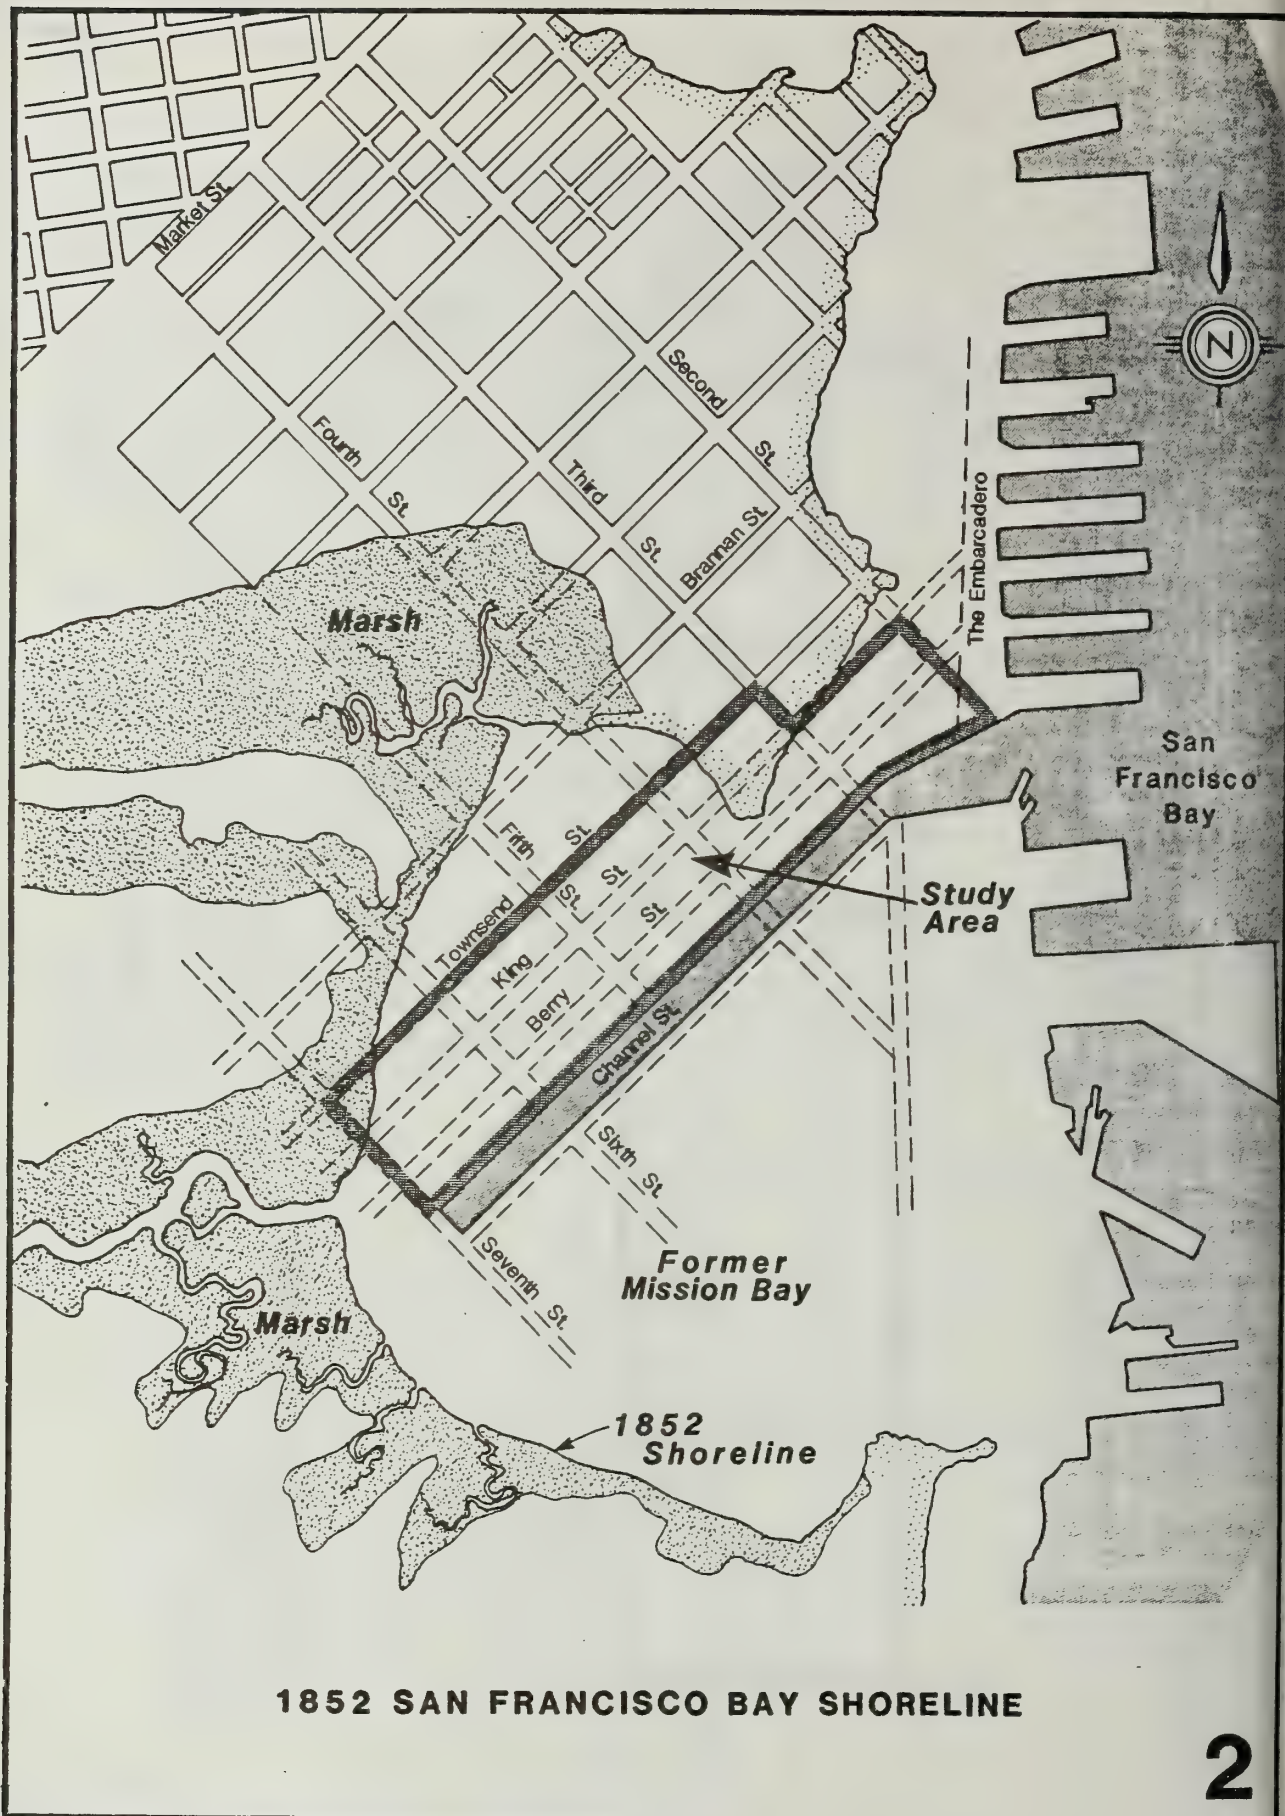 Market St.
Second
St.
Fourth
St.
Third
St.
Brannan St.
The Embarcadero
N
Marsh
San
Francisco
Bay
Fifth
St.
Townsend
St.
King
St
Berry
St
Study
Area
Channel St.
Sixth St.
Seventh St.
Former
Mission Bay
Marsh
1852
Shoreline
1852 SAN FRANCISCO BAY SHORELINE
2